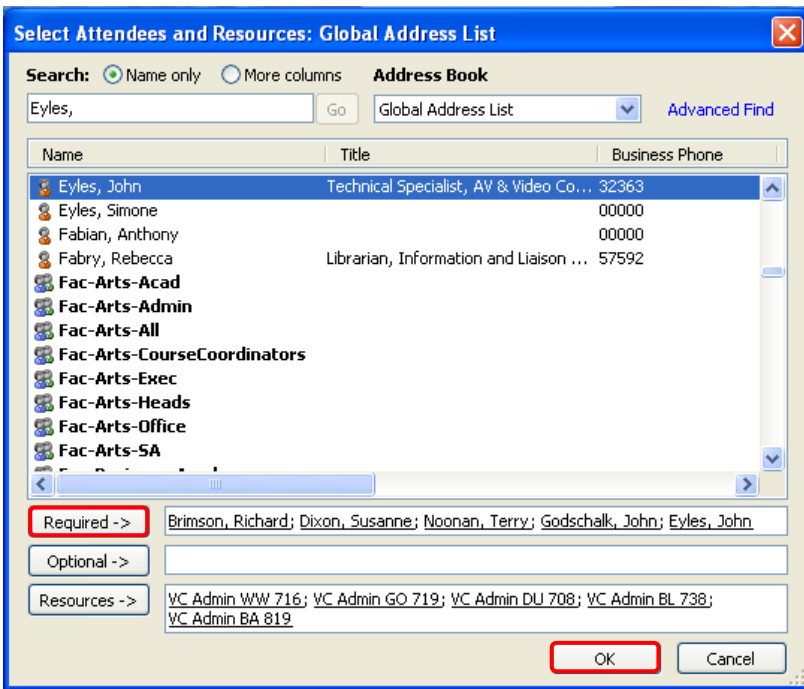 Select Attendees and Resources: Global Address List
Search: Name only More columns Address Book
Eyles, Go Global Address List Advanced Find
Name Title Business Phone
Eyles, John Technical Specialist, AV & Video Co... 32363
Eyles, Simone 00000
Fabian, Anthony 00000
Fabry, Rebecca Librarian, Information and Liaison ... 57592
Fac-Arts-Acad
Fac-Arts-Admin
Fac-Arts-All
Fac-Arts-CourseCoordinators
Fac-Arts-Exec
Fac-Arts-Heads
Fac-Arts-Office
Fac-Arts-SA
Required -> Brimson, Richard; Dixon, Susanne; Noonan, Terry; Godschalk, John; Eyles, John
Optional ->
Resources -> VC Admin WW 716; VC Admin GO 719; VC Admin DU 708; VC Admin BL 738;
VC Admin BA 819
OK Cancel